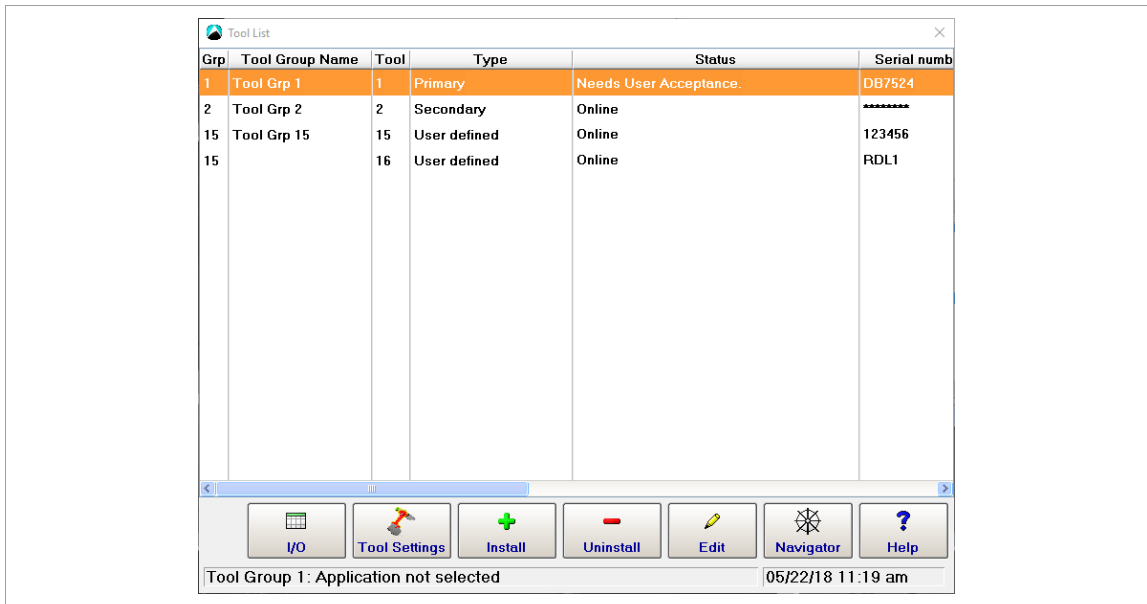 Tool List
Grp Tool Group Name Tool Type Status Serial numb
1 Tool Grp 1 1 Primary Needs User Acceptance. DB7524
2 Tool Grp 2 2 Secondary Online ********
15 Tool Grp 15 15 User defined Online 123456
15 16 User defined Online RDL1
I/O Tool Settings Install Uninstall Edit Navigator Help
Tool Group 1: Application not selected 05/22/18 11:19 am